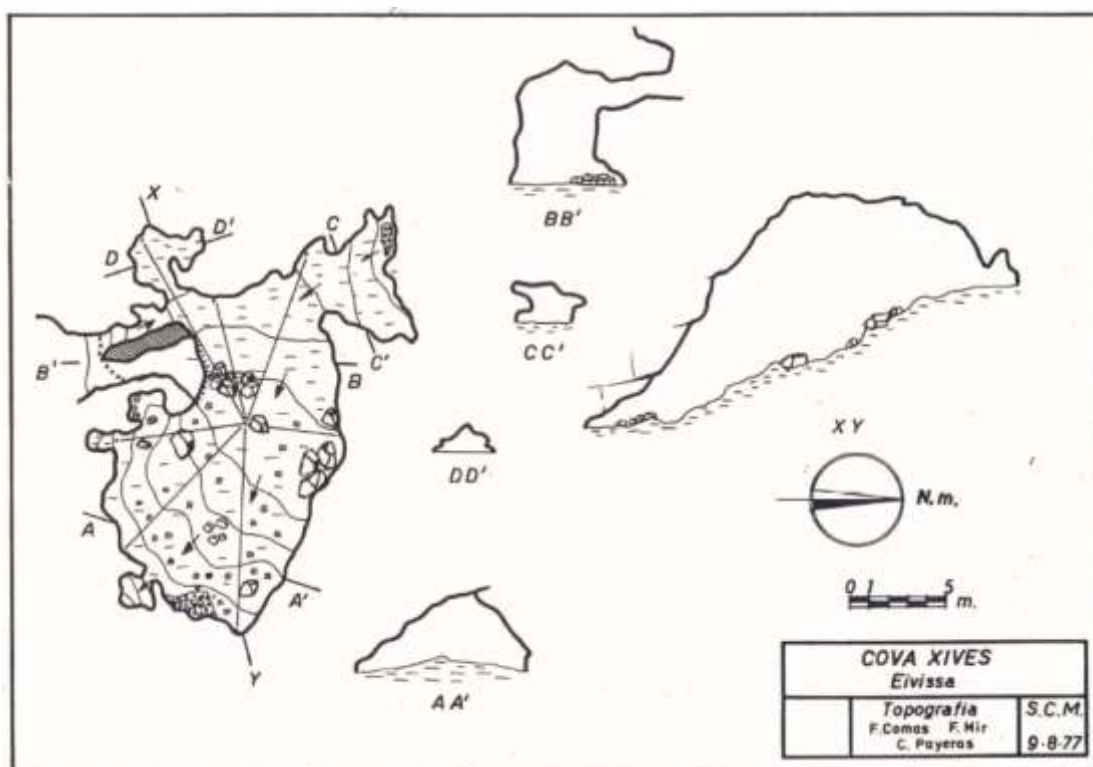 X
D'
D
C
B'
B
C'
A
A'
Y
BB'
CC'
DD'
XY
AA'
N.m.
0 1 5
m.
COVA XIVES
Eivissa
Topografia
F.Comas F.Mir
C. Payeras
S.C.M.
9-8-77